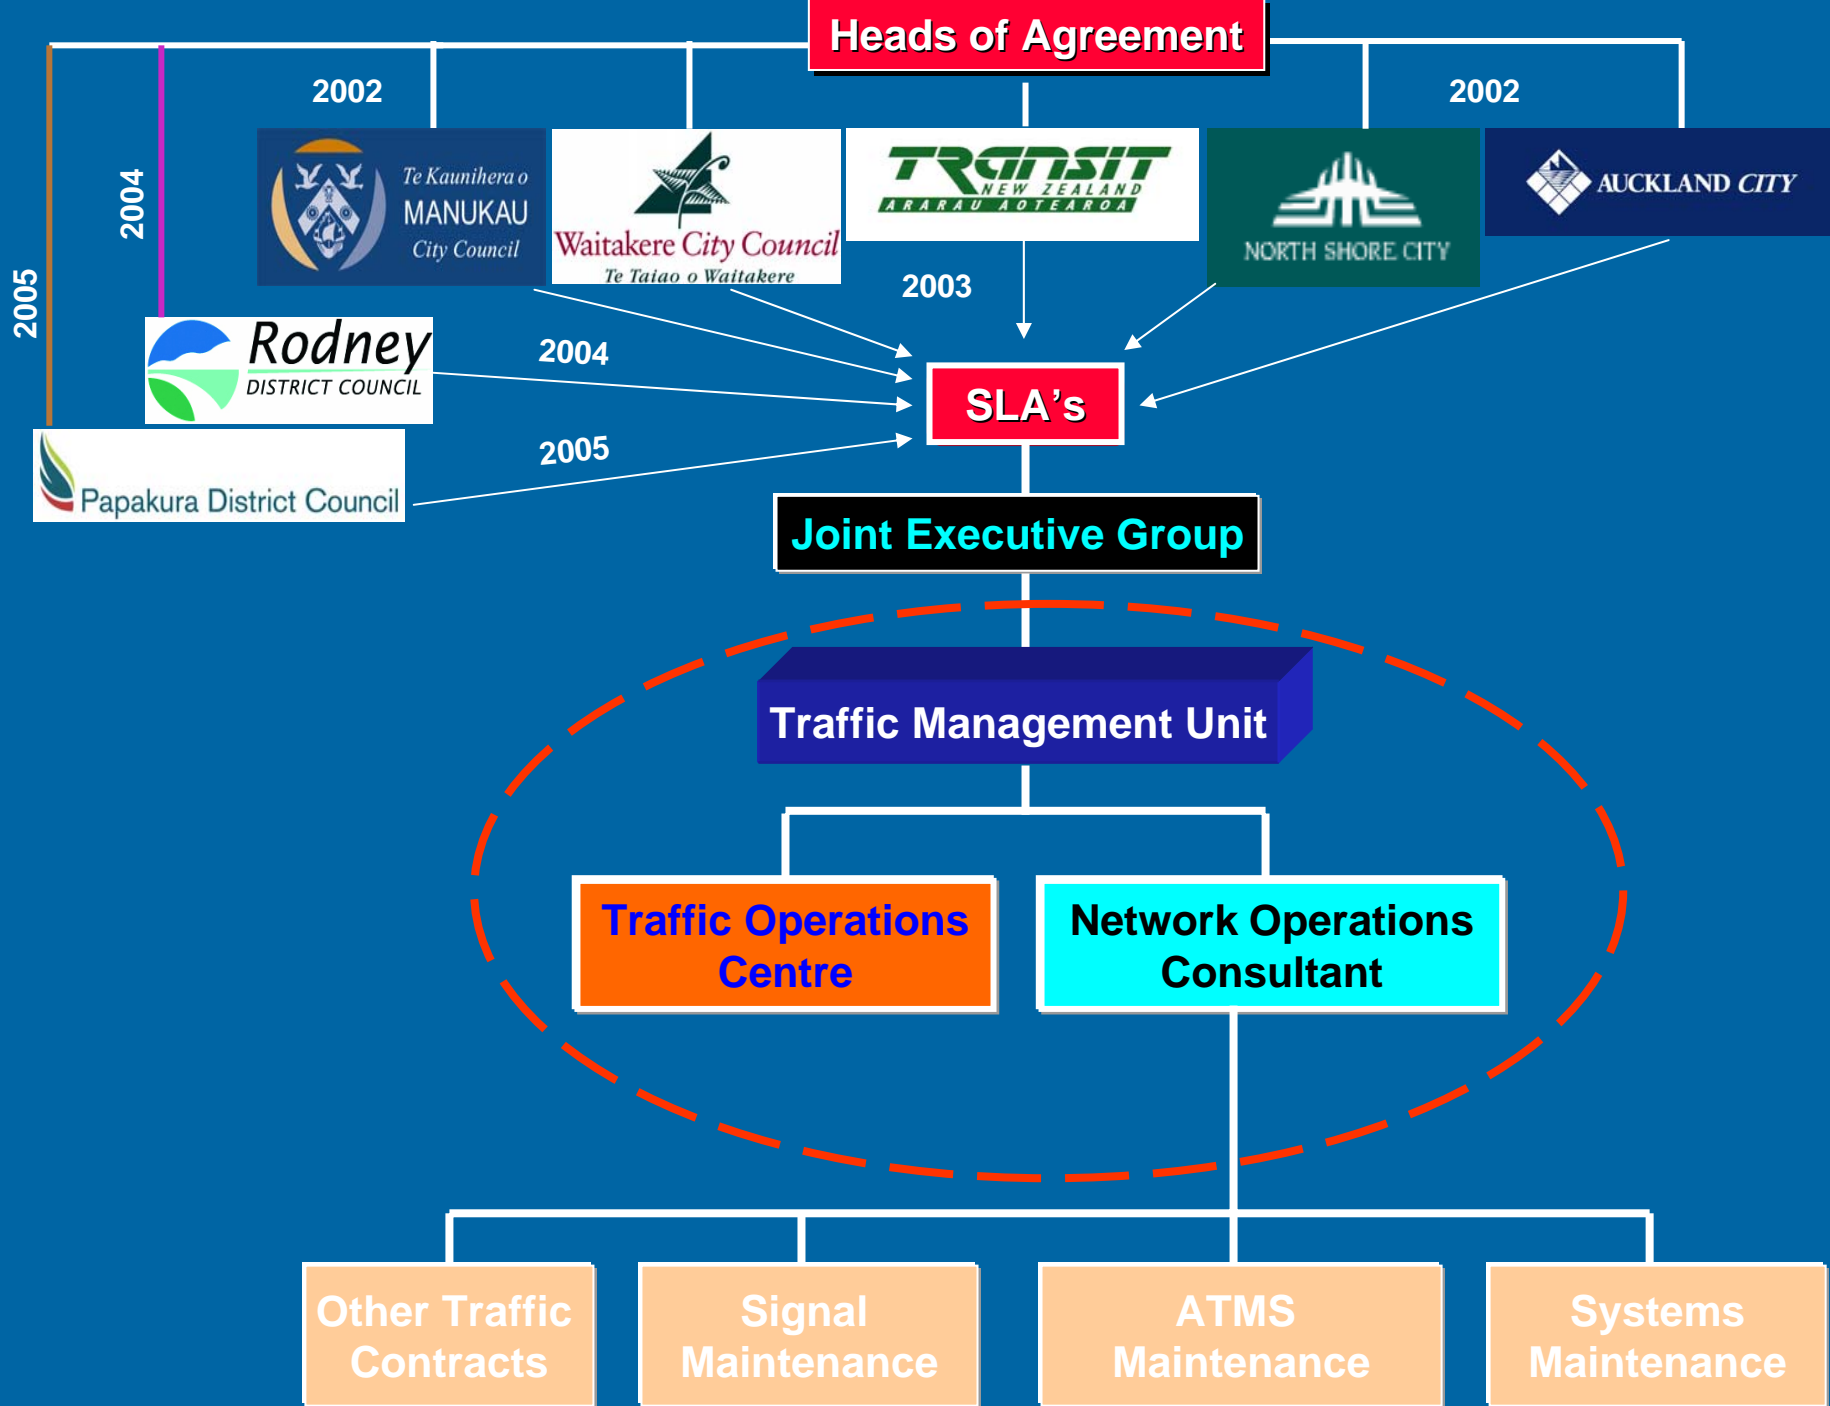 Heads of Agreement
2002
2002
2004
2005
Te Kaunihera o
MANUKAU
City Council
Waitakere City Council
Te Taiao o Waitakere
TRANSIT
NEW ZEALAND
ARARAU AOTEAROA
NORTH SHORE CITY
AUCKLAND CITY
2003
Rodney
DISTRICT COUNCIL
2004
SLA's
Papakura District Council
2005
Joint Executive Group
Traffic Management Unit
Traffic Operations
Centre
Network Operations
Consultant
Other Traffic
Contracts
Signal
Maintenance
ATMS
Maintenance
Systems
Maintenance